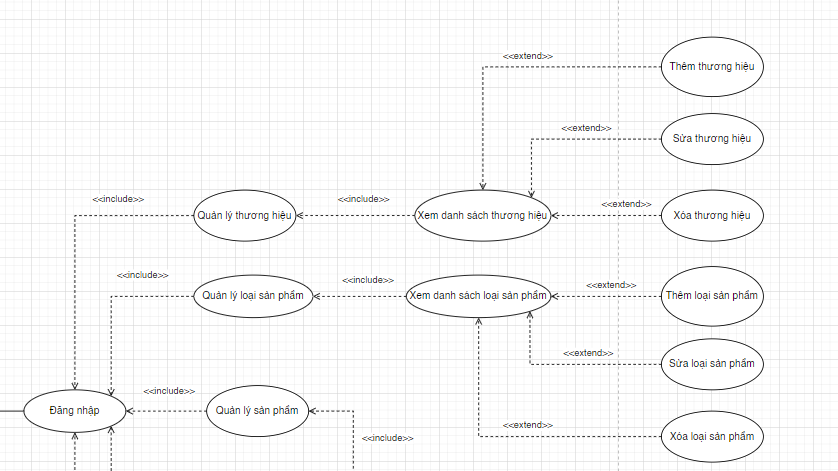 <<extend>>
Thêm thương hiệu
<<extend>>
Sửa thương hiệu
<<include>>
<<include>>
<<extend>>
Quản lý thương hiệu
Xem danh sách thương hiệu
Xóa thương hiệu
<<include>>
<<include>>
<<extend>>
Quản lý loại sản phẩm
Xem danh sách loại sản phẩm
Thêm loại sản phẩm
<<extend>>
Sửa loại sản phẩm
<<include>>
Đăng nhập
Quản lý sản phẩm
<<extend>>
<<include>>
Xóa loại sản phẩm